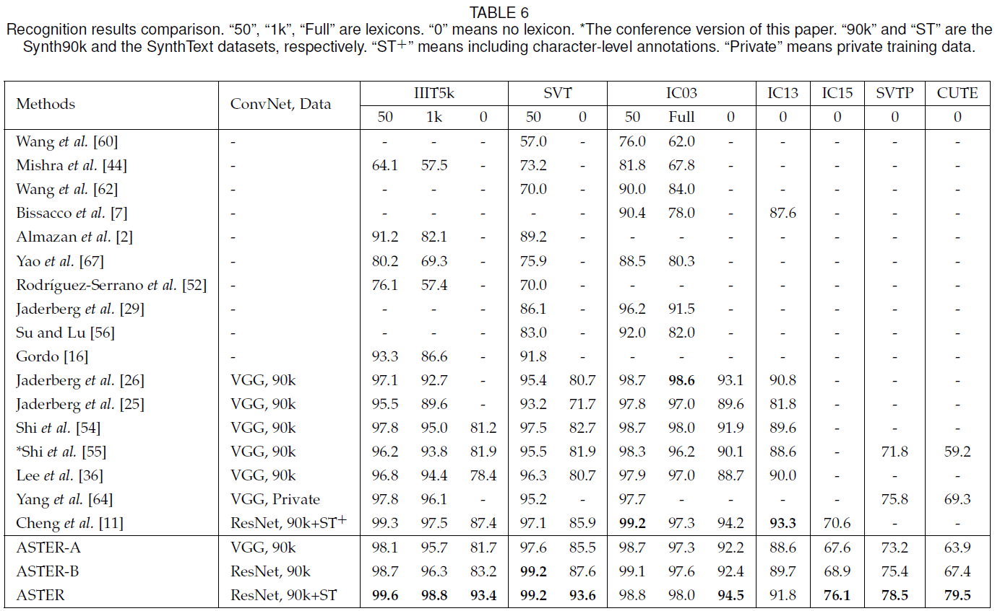 TABLE 6
Recognition results comparison. “50”, “1k”, “Full” are lexicons. “0” means no lexicon. *The conference version of this paper. “90k” and “ST” are the
Synth90k and the SynthText datasets, respectively. “ST+” means including character-level annotations. “Private” means private training data.
Methods ConvNet, Data IIIT5k SVT IC03 IC13 IC15 SVTP CUTE
50 1k 0 50 0 50 Full 0 0 0 0 0
Wang et al. [60] - - - - 57.0 - 76.0 62.0 - - - - -
Mishra et al. [44] - 64.1 57.5 - 73.2 - 81.8 67.8 - - - - -
Wang et al. [62] - - - - 70.0 - 90.0 84.0 - - - - -
Bissacco et al. [7] - - - - - - 90.4 78.0 - 87.6 - - -
Almazan et al. [2] - 91.2 82.1 - 89.2 - - - - - - - -
Yao et al. [67] - 80.2 69.3 - 75.9 - 88.5 80.3 - - - - -
Rodríguez-Serrano et al. [52] - 76.1 57.4 - 70.0 - - - - - - - -
Jaderberg et al. [29] - - - - 86.1 - 96.2 91.5 - - - - -
Su and Lu [56] - - - - 83.0 - 92.0 82.0 - - - - -
Gordo [16] - 93.3 86.6 - 91.8 - - - - - - - -
Jaderberg et al. [26] VGG, 90k 97.1 92.7 - 95.4 80.7 98.7 98.6 93.1 90.8 - - -
Jaderberg et al. [25] VGG, 90k 95.5 89.6 - 93.2 71.7 97.8 97.0 89.6 81.8 - - -
Shi et al. [54] VGG, 90k 97.8 95.0 81.2 97.5 82.7 98.7 98.0 91.9 89.6 - - -
*Shi et al. [55] VGG, 90k 96.2 93.8 81.9 95.5 81.9 98.3 96.2 90.1 88.6 - 71.8 59.2
Lee et al. [36] VGG, 90k 96.8 94.4 78.4 96.3 80.7 97.9 97.0 88.7 90.0 - - -
Yang et al. [64] VGG, Private 97.8 96.1 - 95.2 - 97.7 - - - - 75.8 69.3
Cheng et al. [11] ResNet, 90k+ST+ 99.3 97.5 87.4 97.1 85.9 99.2 97.3 94.2 93.3 70.6 - -
ASTER-A VGG, 90k 98.1 95.7 81.7 97.6 85.5 98.7 97.3 92.2 88.6 67.6 73.2 63.9
ASTER-B ResNet, 90k 98.7 96.3 83.2 99.2 87.6 99.1 97.6 92.4 89.7 68.9 75.4 67.4
ASTER ResNet, 90k+ST 99.6 98.8 93.4 99.2 93.6 98.8 98.0 94.5 91.8 76.1 78.5 79.5